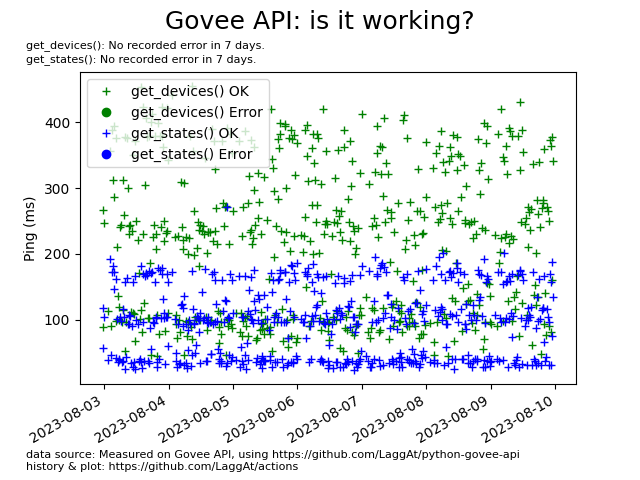 Govee API: is it working?
get_devices(): No recorded error in 7 days.
get_states(): No recorded error in 7 days.
get_devices() OK
get_devices() Error
get_states() OK
get_states() Error
Ping (ms)
400
300
200
100
2023-08-03
2023-08-04
2023-08-05
2023-08-06
2023-08-07
2023-08-08
2023-08-09
2023-08-10
data source: Measured on Govee API, using https://github.com/LaggAt/python-govee-api
history & plot: https://github.com/LaggAt/actions